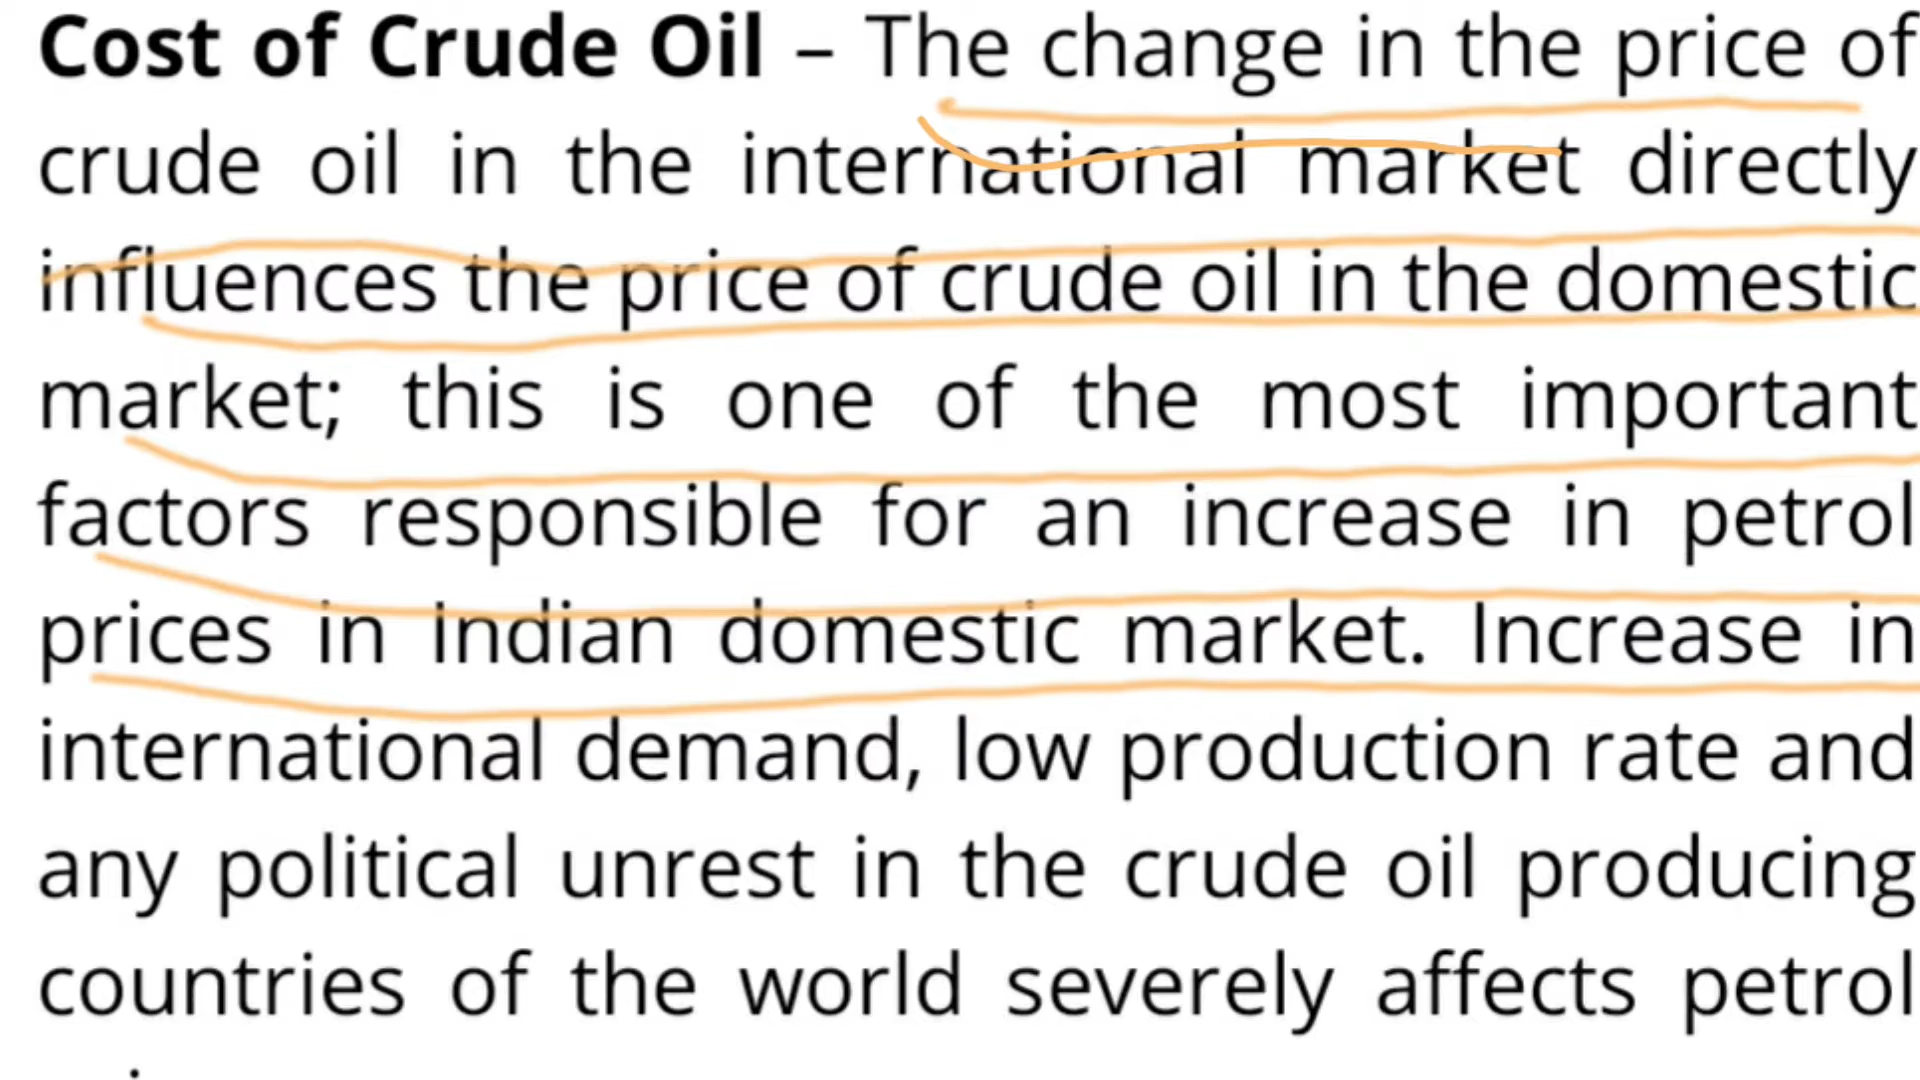 Cost of Crude Oil – The change in the price of
crude oil in the international market directly
influences the price of crude oil in the domestic
market; this is one of the most important
factors responsible for an increase in petrol
prices in Indian domestic market. Increase in
international demand, low production rate and
any political unrest in the crude oil producing
countries of the world severely affects petrol